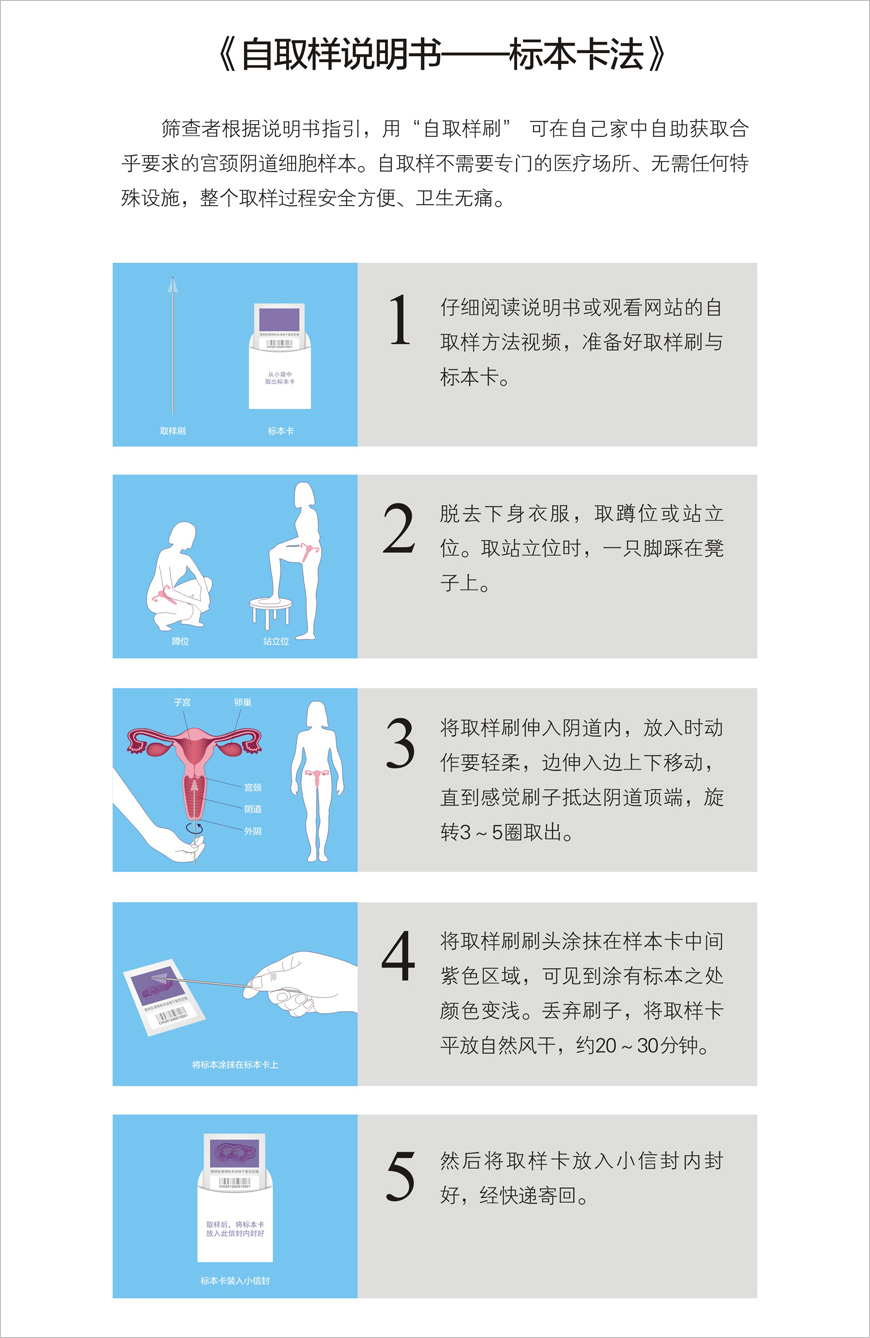 《自取样说明书——标本卡法》
筛查者根据说明书指引，用“自取样刷” 可在自己家中自助获取合
乎要求的宫颈阴道细胞样本。自取样不需要专门的医疗场所、无需任何特
殊设施，整个取样过程安全方便、卫生无痛。
从小袋中
取出标本卡
取样刷
标本卡
1
仔细阅读说明书或观看网站的自
取样方法视频，准备好取样刷与
标本卡。
蹲位
站立位
2
脱去下身衣服，取蹲位或站立
位。取站立位时，一只脚踩在凳
子上。
子宫
卵巢
宫颈
阴道
外阴
3
将取样刷伸入阴道内，放入时动
作要轻柔，边伸入边上下移动，
直到感觉刷子抵达阴道顶端，旋
转3～5圈取出。
将标本涂抹在标本卡上
4
将取样刷刷头涂抹在样本卡中间
紫色区域，可见到涂有标本之处
颜色变浅。丢弃刷子，将取样卡
平放自然风干，约20～30分钟。
取样后，将标本卡
放入此信封内封好
标本卡装入小信封
5
然后将取样卡放入小信封内封
好，经快递寄回。